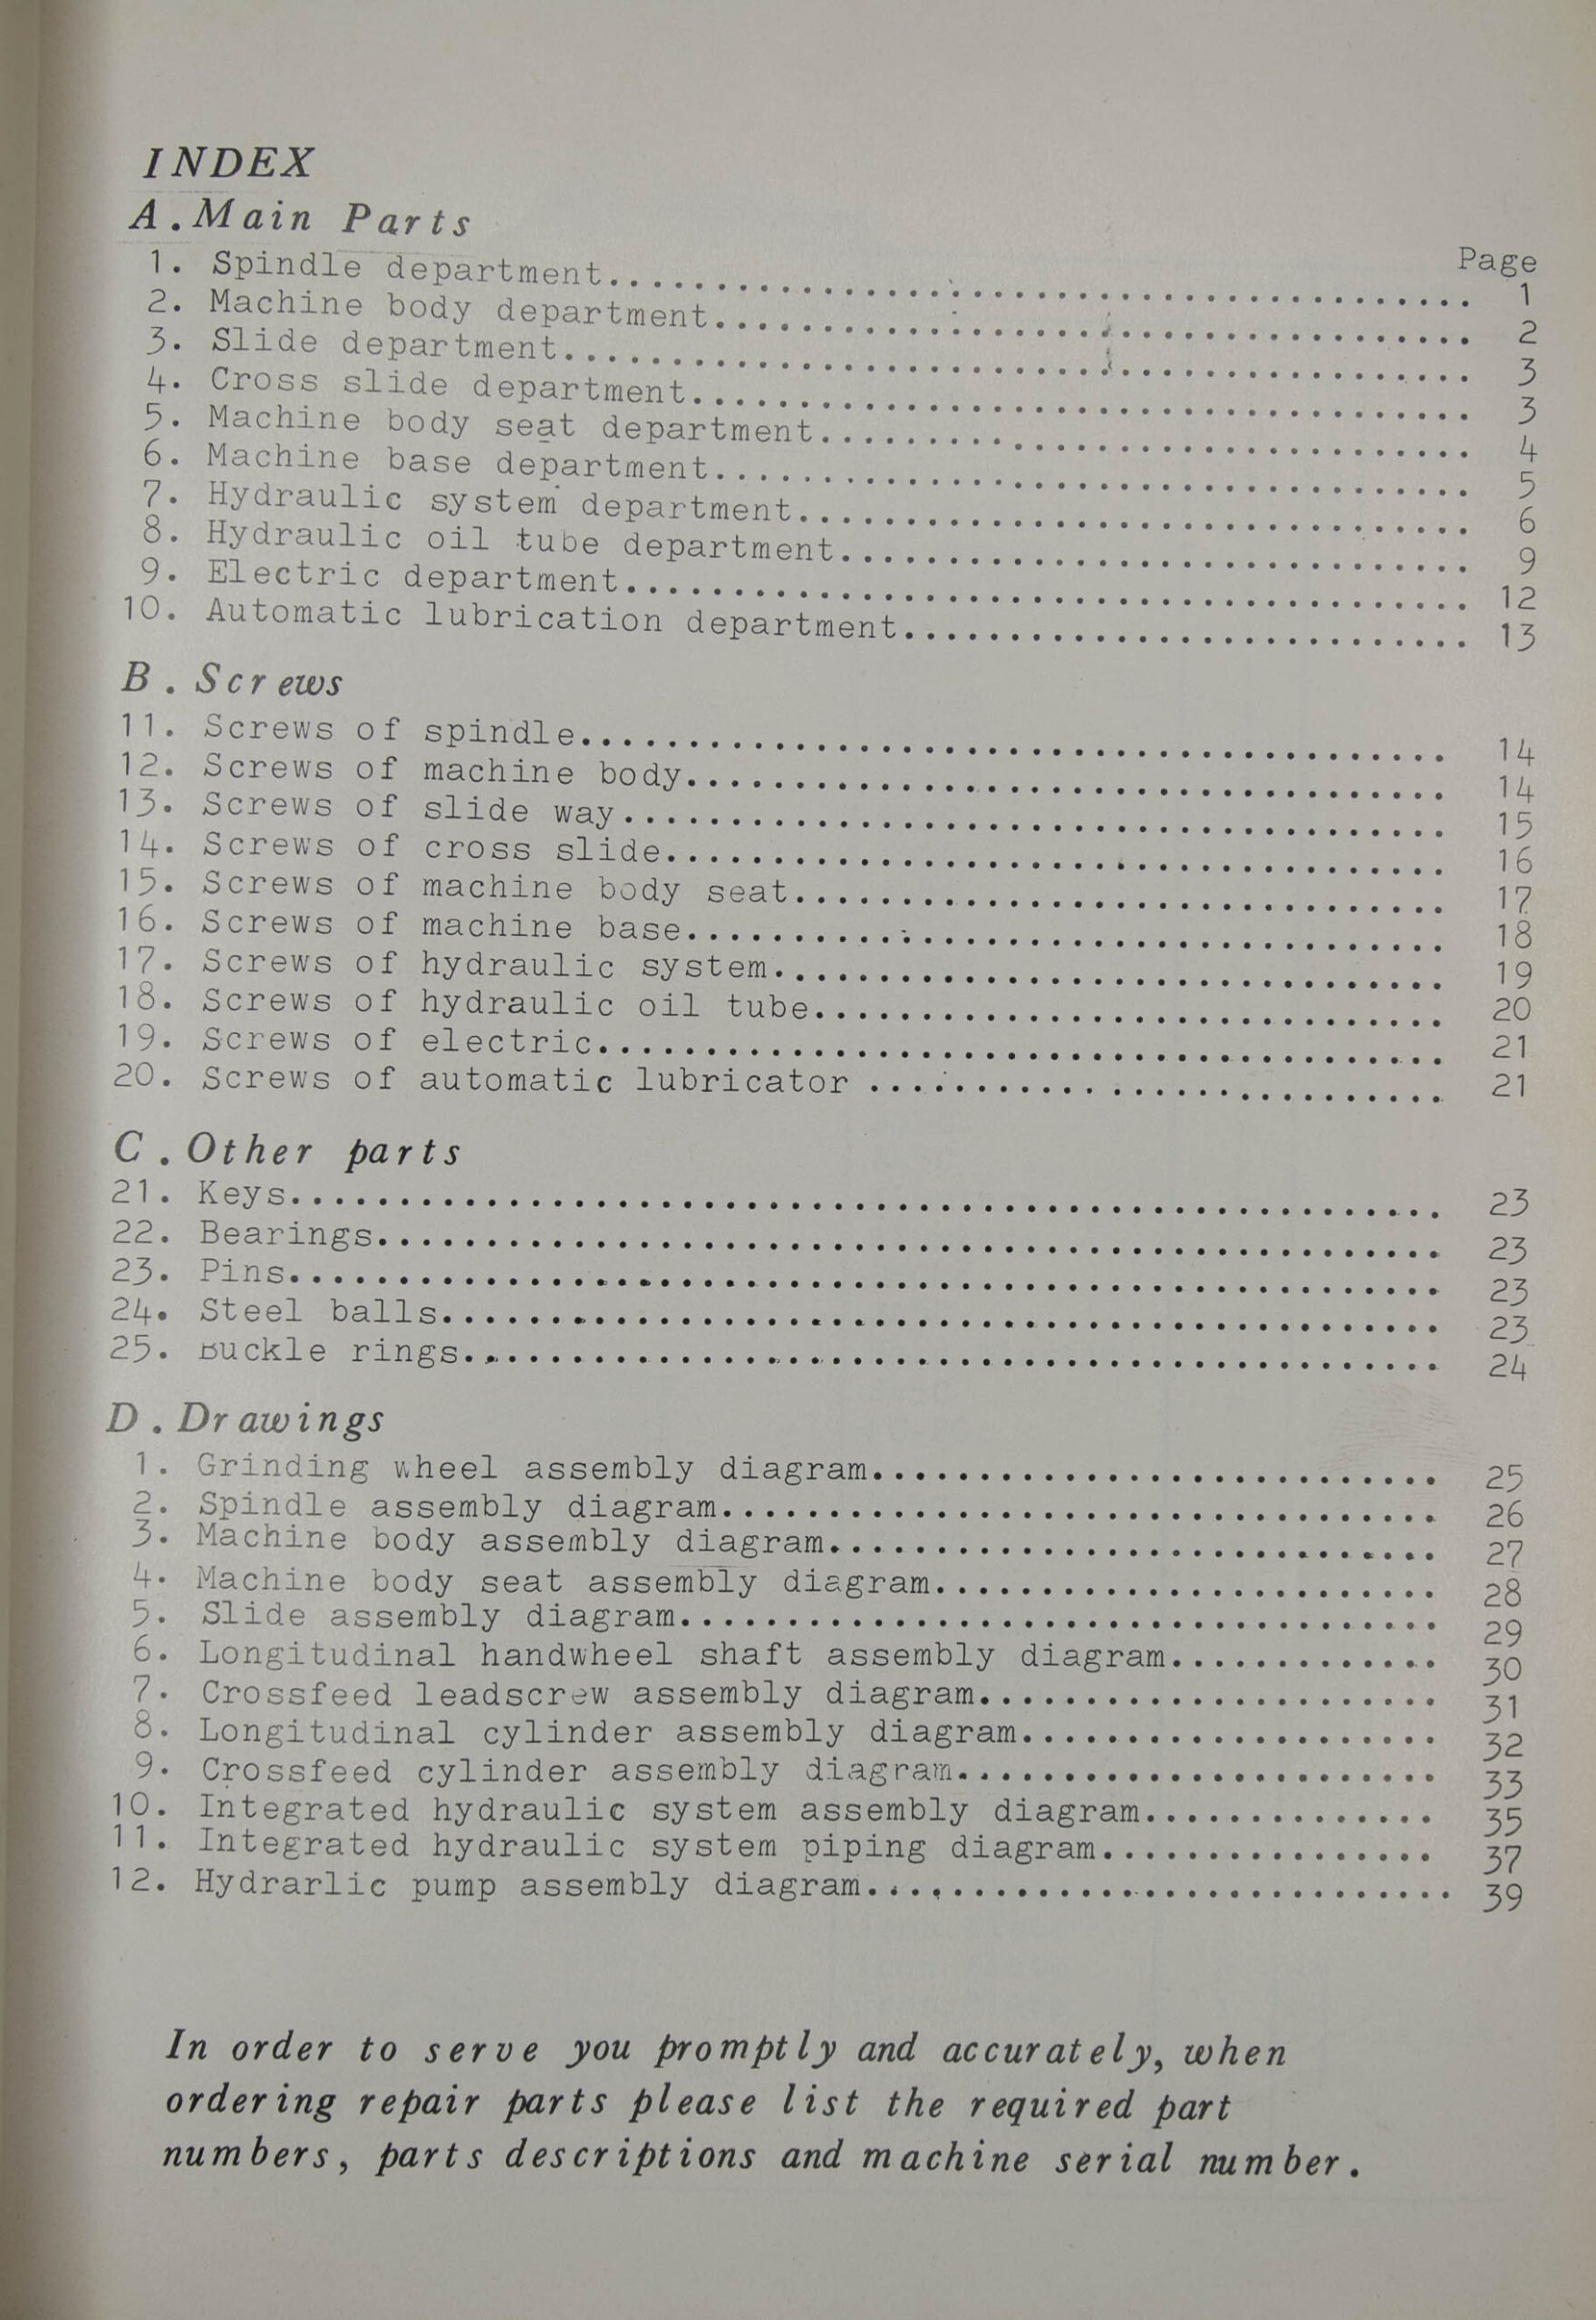 INDEX
A.Main Parts
Page
1. Spindle department........................................ 1
2. Machine body department................................... 2
3. Slide department.......................................... 3
4. Cross slide department.................................... 3
5. Machine body seat department.............................. 4
6. Machine base department................................... 5
7. Hydraulic system department............................... 6
8. Hydraulic oil tube department............................. 9
9. Electric department....................................... 12
10. Automatic lubrication department.......................... 13
B.Screws
11. Screws of spindle........................................ 14
12. Screws of machine body................................... 14
13. Screws of slide way...................................... 15
14. Screws of cross slide.................................... 16
15. Screws of machine body seat.............................. 17
16. Screws of machine base................................... 18
17. Screws of hydraulic system............................... 19
18. Screws of hydraulic oil tube............................. 20
19. Screws of electric....................................... 21
20. Screws of automatic lubricator ........................... 21
C.Other parts
21. Keys..................................................... 23
22. Bearings................................................. 23
23. Pins..................................................... 23
24. Steel balls.............................................. 23
25. Buckle rings............................................. 24
D.Drawings
1. Grinding wheel assembly diagram........................... 25
2. Spindle assembly diagram.................................. 26
3. Machine body assembly diagram............................. 27
4. Machine body seat assembly diagram........................ 28
5. Slide assembly diagram.................................... 29
6. Longitudinal handwheel shaft assembly diagram............. 30
7. Crossfeed leadscrew assembly diagram...................... 31
8. Longitudinal cylinder assembly diagram.................... 32
9. Crossfeed cylinder assembly diagram....................... 33
10. Integrated hydraulic system assembly diagram.............. 35
11. Integrated hydraulic system piping diagram................ 37
12. Hydrarlic pump assembly diagram........................... 39
In order to serve you promptly and accurately, when
ordering repair parts please list the required part
numbers, parts descriptions and machine serial number.